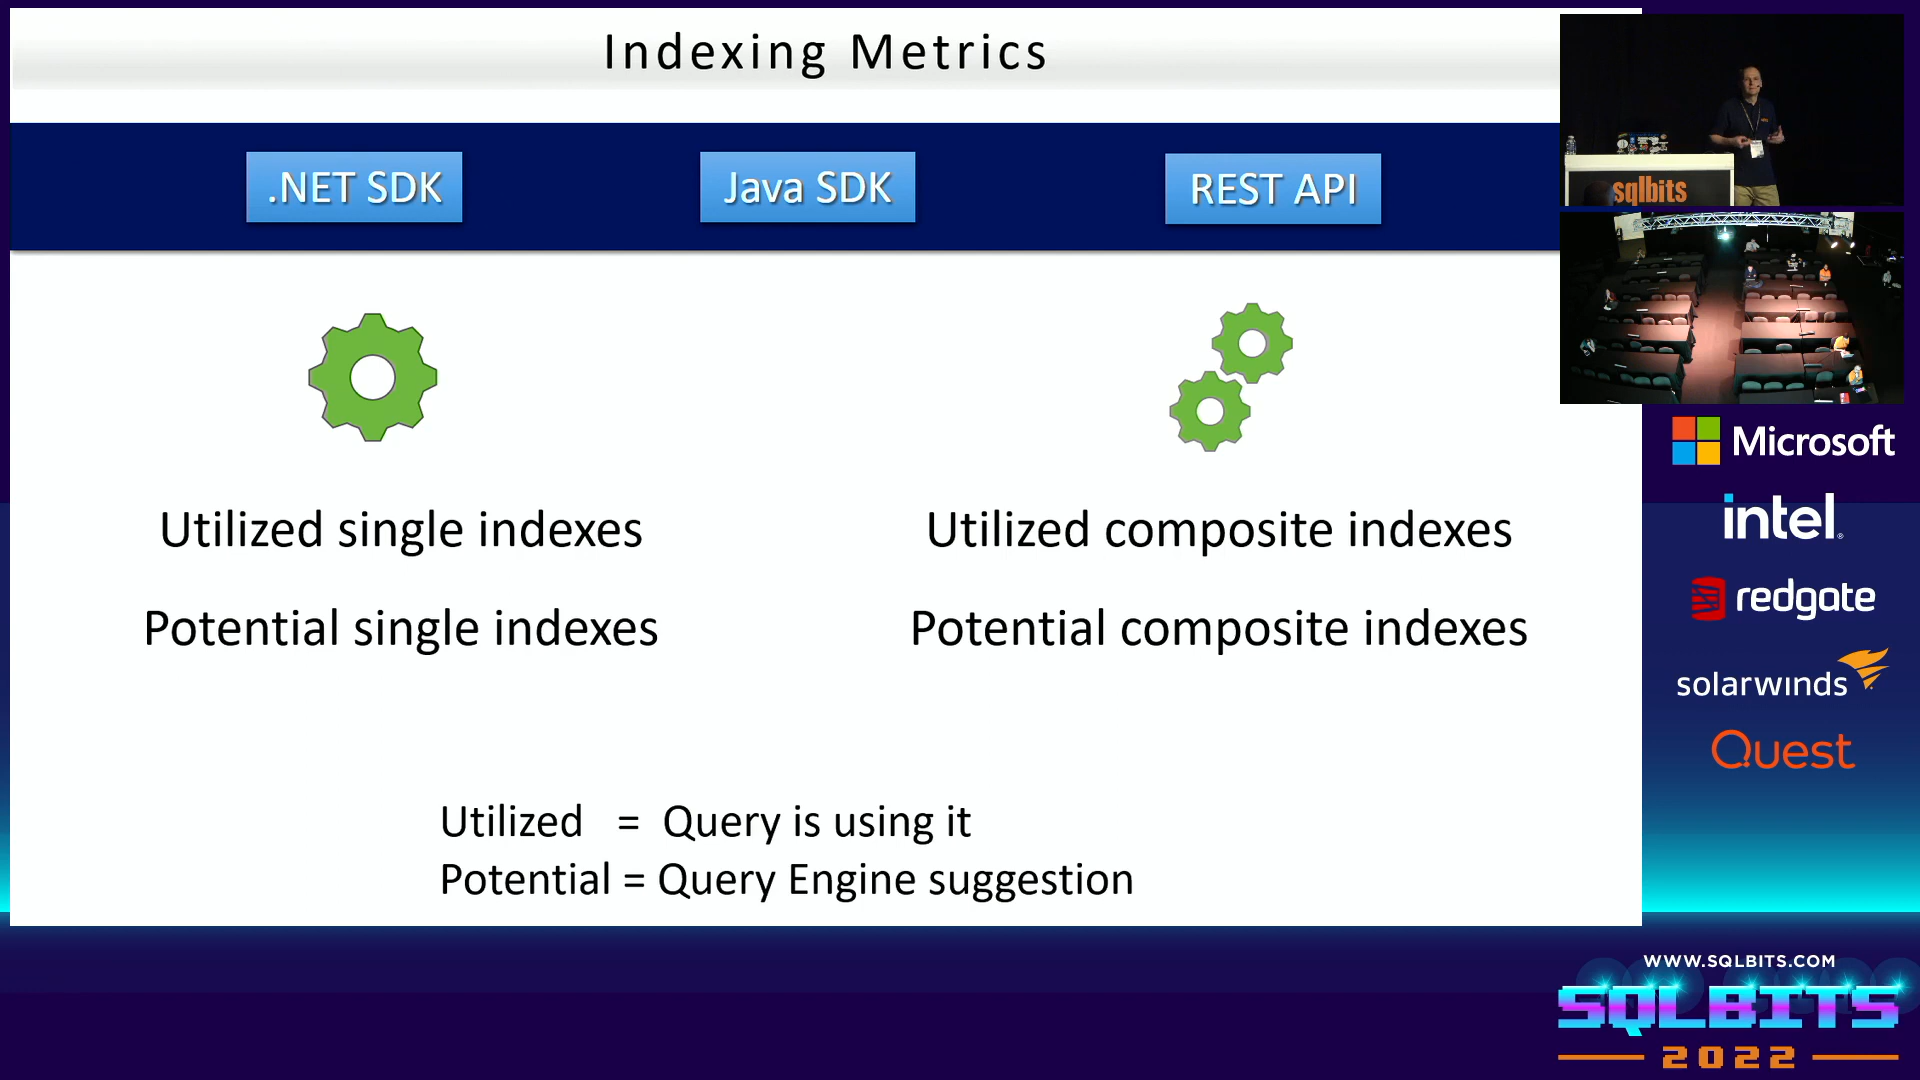 Indexing Metrics
.NET SDK
Java SDK
REST API
Utilized single indexes
Utilized composite indexes
Potential single indexes
Potential composite indexes
Utilized = Query is using it
Potential = Query Engine suggestion
sqlbits
Microsoft
intel
redgate
solarwinds
Quest
WWW.SQLBITS.COM
SQLBITS
2022